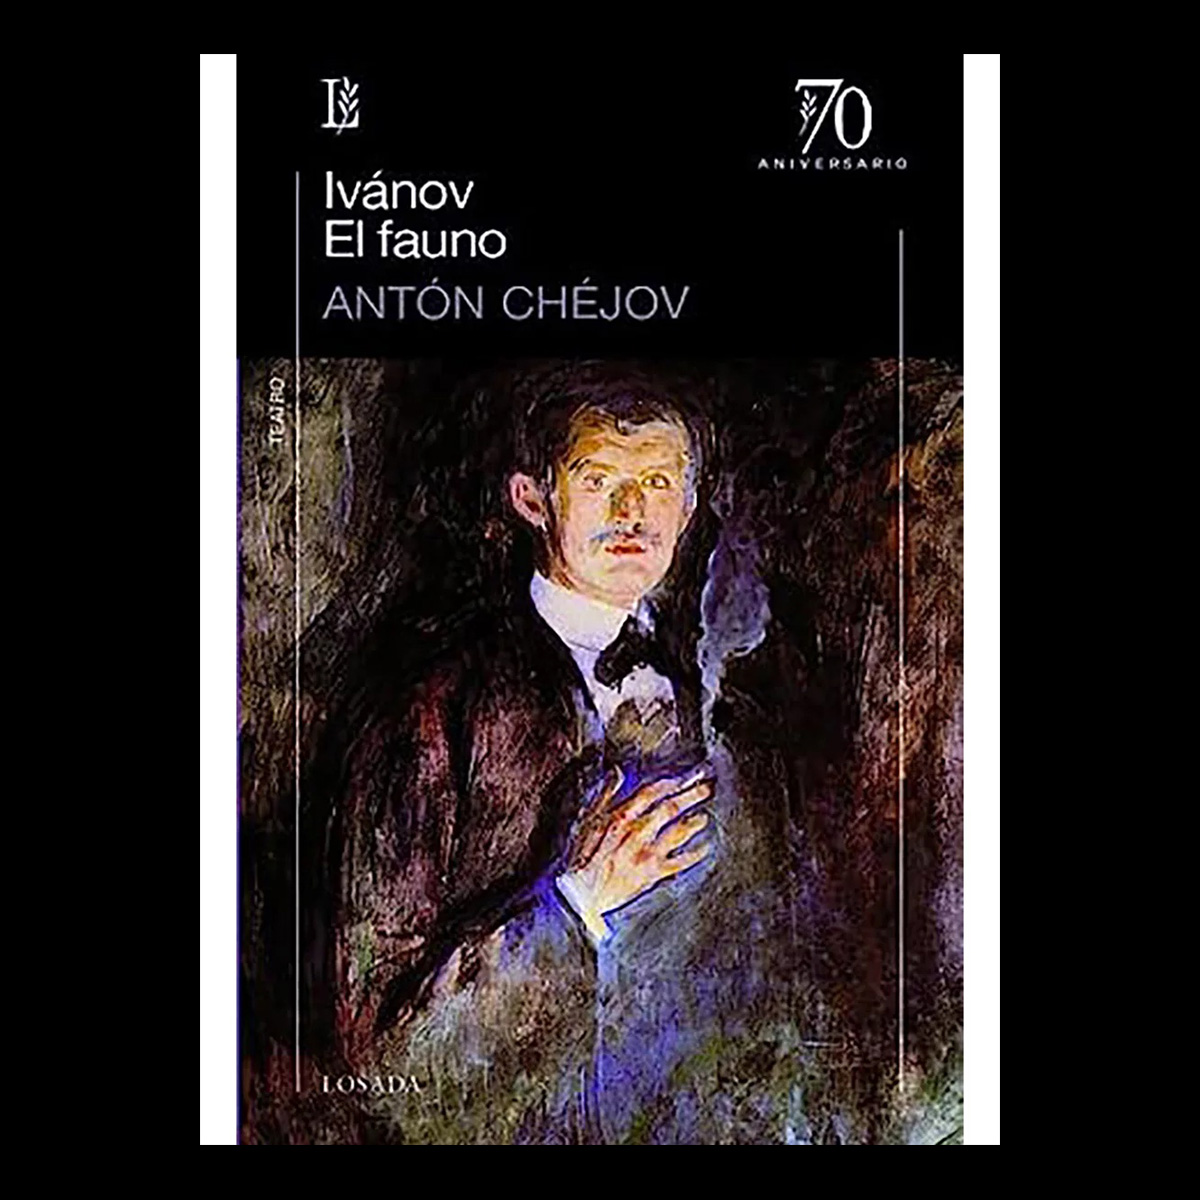 L
70
ANIVERSARIO
Ivánov
El fauno
ANTÓN CHÉJOV
TEATRO
LOSADA